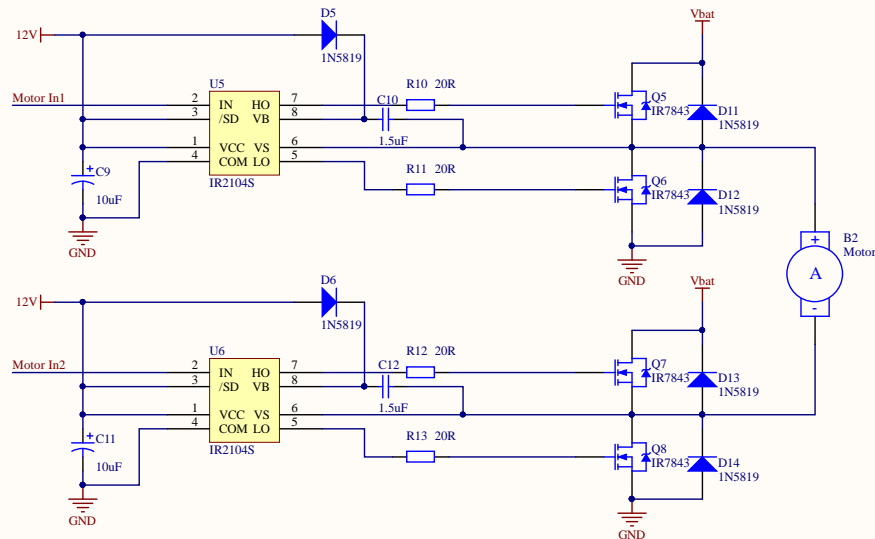 D5
Vbat
12V
1N5819
U5
R10 20R
Motor In1
2 IN HO 7
C10
Q5
D11
3 /SD VB 8
IR7843
1N5819
1.5uF
1 VCC VS 6
4 COM LO 5
R11 20R
Q6
C9
IR2104S
IR7843
D12
10uF
1N5819
GND
GND
B2
Motor
+
A
-
D6
Vbat
12V
1N5819
U6
R12 20R
Motor In2
2 IN HO 7
C12
Q7
D13
3 /SD VB 8
IR7843
1N5819
1.5uF
1 VCC VS 6
4 COM LO 5
R13 20R
Q8
C11
IR2104S
IR7843
D14
10uF
1N5819
GND
GND